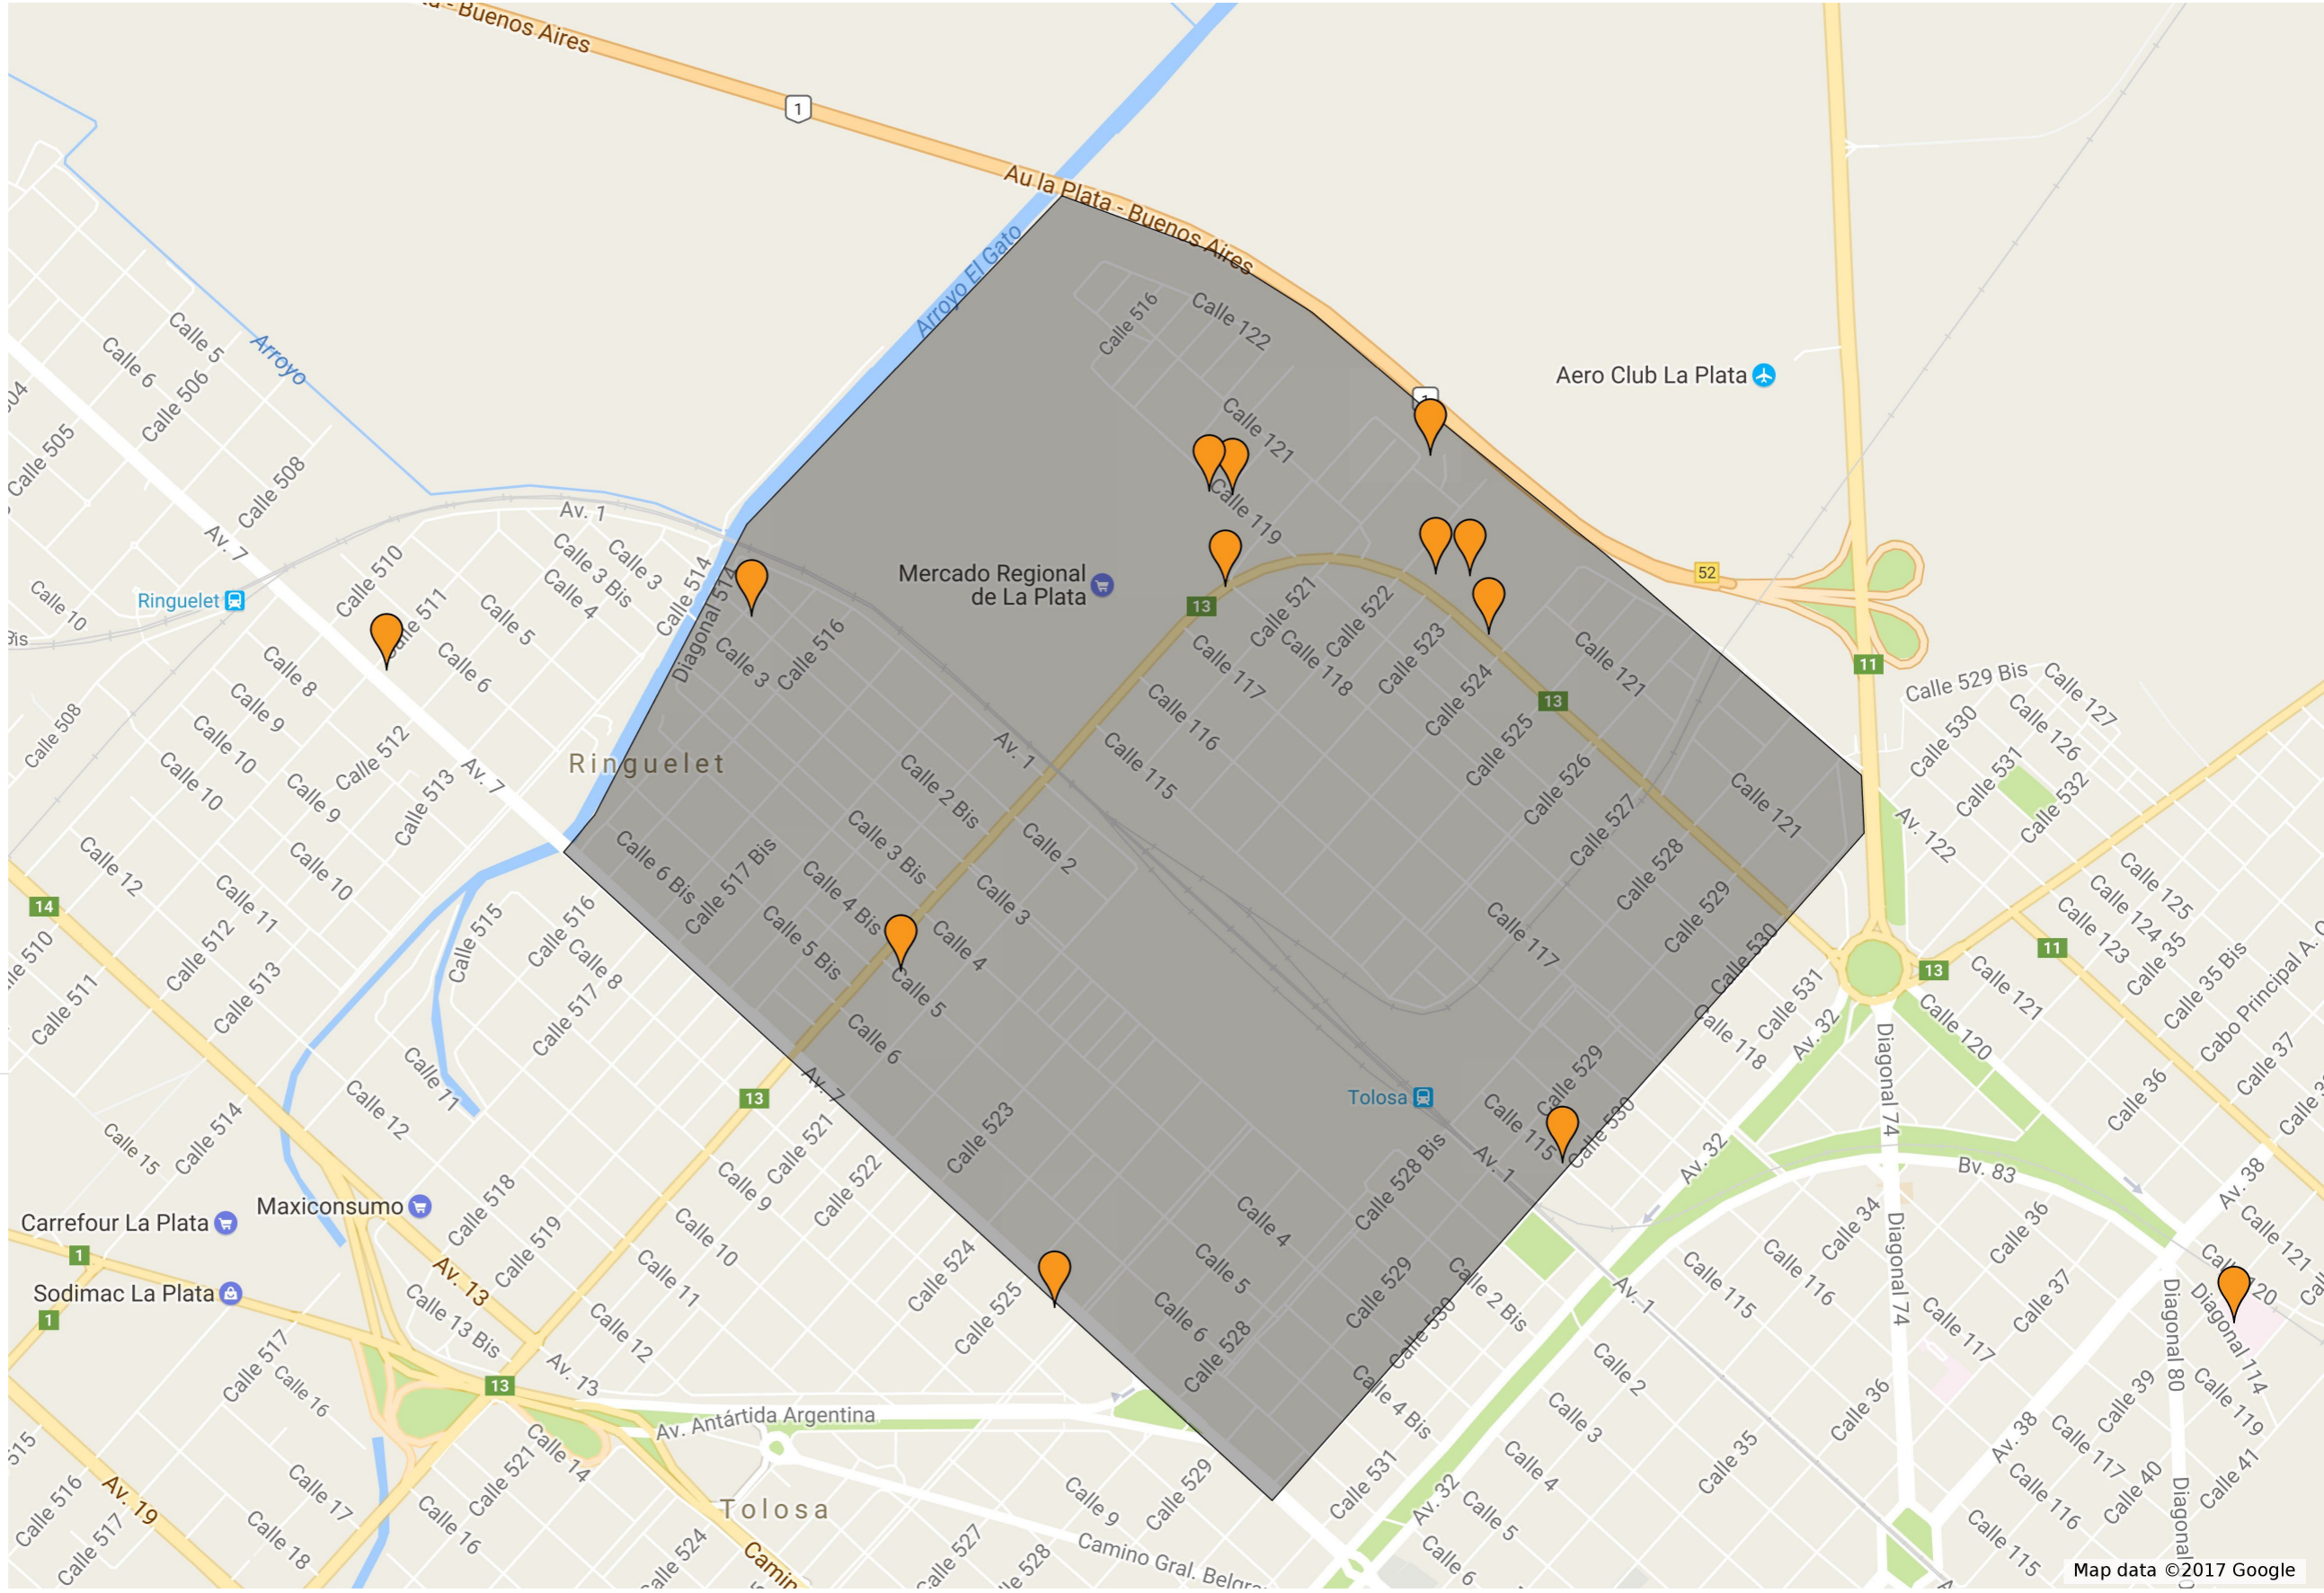 Buenos Aires
1
Au la Plata - Buenos Aires
Arroyo El Gato
Calle 516
Calle 122
Calle 5
Calle 6
Calle 506
Arroyo
Calle 505
Calle 508
Aero Club La Plata
Calle 121
Calle 119
Av. 7
Av. 1
Calle 3
Calle 3 Bis
Calle 4
Calle 510
Calle 511
Calle 5
Calle 6
Calle 514
Diagonal 514
Calle 10
Ringuelet
Mercado Regional
de La Plata
13
52
11
Calle 3
Calle 516
Calle 521
Calle 522
Calle 118
Calle 523
Calle 117
Calle 524
Calle 116
Calle 525
Calle 115
Calle 526
Calle 527
Calle 121
13
Calle 528
Calle 529
Calle 121
Calle 530
Calle 117
Calle 529 Bis
Calle 127
Calle 126
Calle 530
Calle 531
Calle 532
Av. 122
Calle 125
Calle 124
Calle 123
Calle 35
Calle 35 Bis
11
13
Calle 121
Calle 120
Calle 37
Calle 36
Calle 8
Calle 9
Calle 10
Calle 10
Calle 508
Calle 512
Calle 9
Calle 513
Av. 7
Ringuelet
Av. 1
Calle 2 Bis
Calle 2
Calle 3 Bis
Calle 3
Calle 4 Bis
Calle 4
Calle 5 Bis
Calle 5
Calle 6 Bis
Calle 517 Bis
Calle 6
Calle 12
Calle 10
Calle 11
14
Calle 512
Calle 511
Calle 513
Calle 515
Calle 516
Calle 8
Calle 517
Calle 71
Calle 12
Calle 514
Calle 15
13
Av. 7
Calle 521
Calle 9
Calle 522
Calle 523
Tolosa
Calle 529
Calle 115
Calle 530
Av. 1
Calle 528 Bis
Calle 118
Calle 531
Av. 32
Diagonal 74
Av. 32
Bv. 83
Av. 38
Calle 34
Calle 36
Calle 121
Diagonal 74
Calle 116
Calle 115
Calle 37
Calle 117
Diagonal 80
Diagonal 114
Calle 119
Carrefour La Plata
Maxiconsumo
1
Sodimac La Plata
1
Calle 518
Calle 519
Av. 13
Calle 13 Bis
Calle 10
Calle 11
Calle 12
Av. 13
Calle 524
Calle 525
Calle 4
Calle 5
Calle 6
Calle 528
Calle 529
Calle 530
Calle 2 Bis
Av. 1
Calle 2
Calle 3
Calle 4 Bis
Calle 4
Calle 5
Calle 6
Calle 531
Av. 32
Calle 35
Calle 36
Av. 38
Calle 39
Calle 117
Calle 116
Calle 40
Calle 41
Calle 115
Calle 517
Calle 16
13
Av. Antártida Argentina
Calle 14
Calle 521
Calle 16
Calle 17
Calle 18
Av. 19
Calle 516
Calle 517
Tolosa
Calle 9
Calle 529
Calle 527
Camino Gral.
Map data ©2017 Google